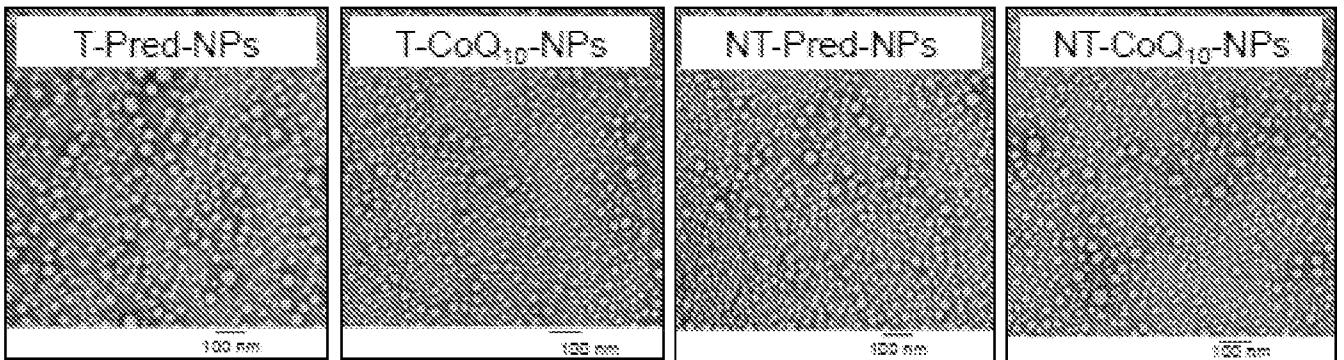 T-Pred-NPs
T-CoQ₁₀-NPs
NT-Pred-NPs
NT-CoQ₁₀-NPs
100 nm
100 nm
100 nm
100 nm